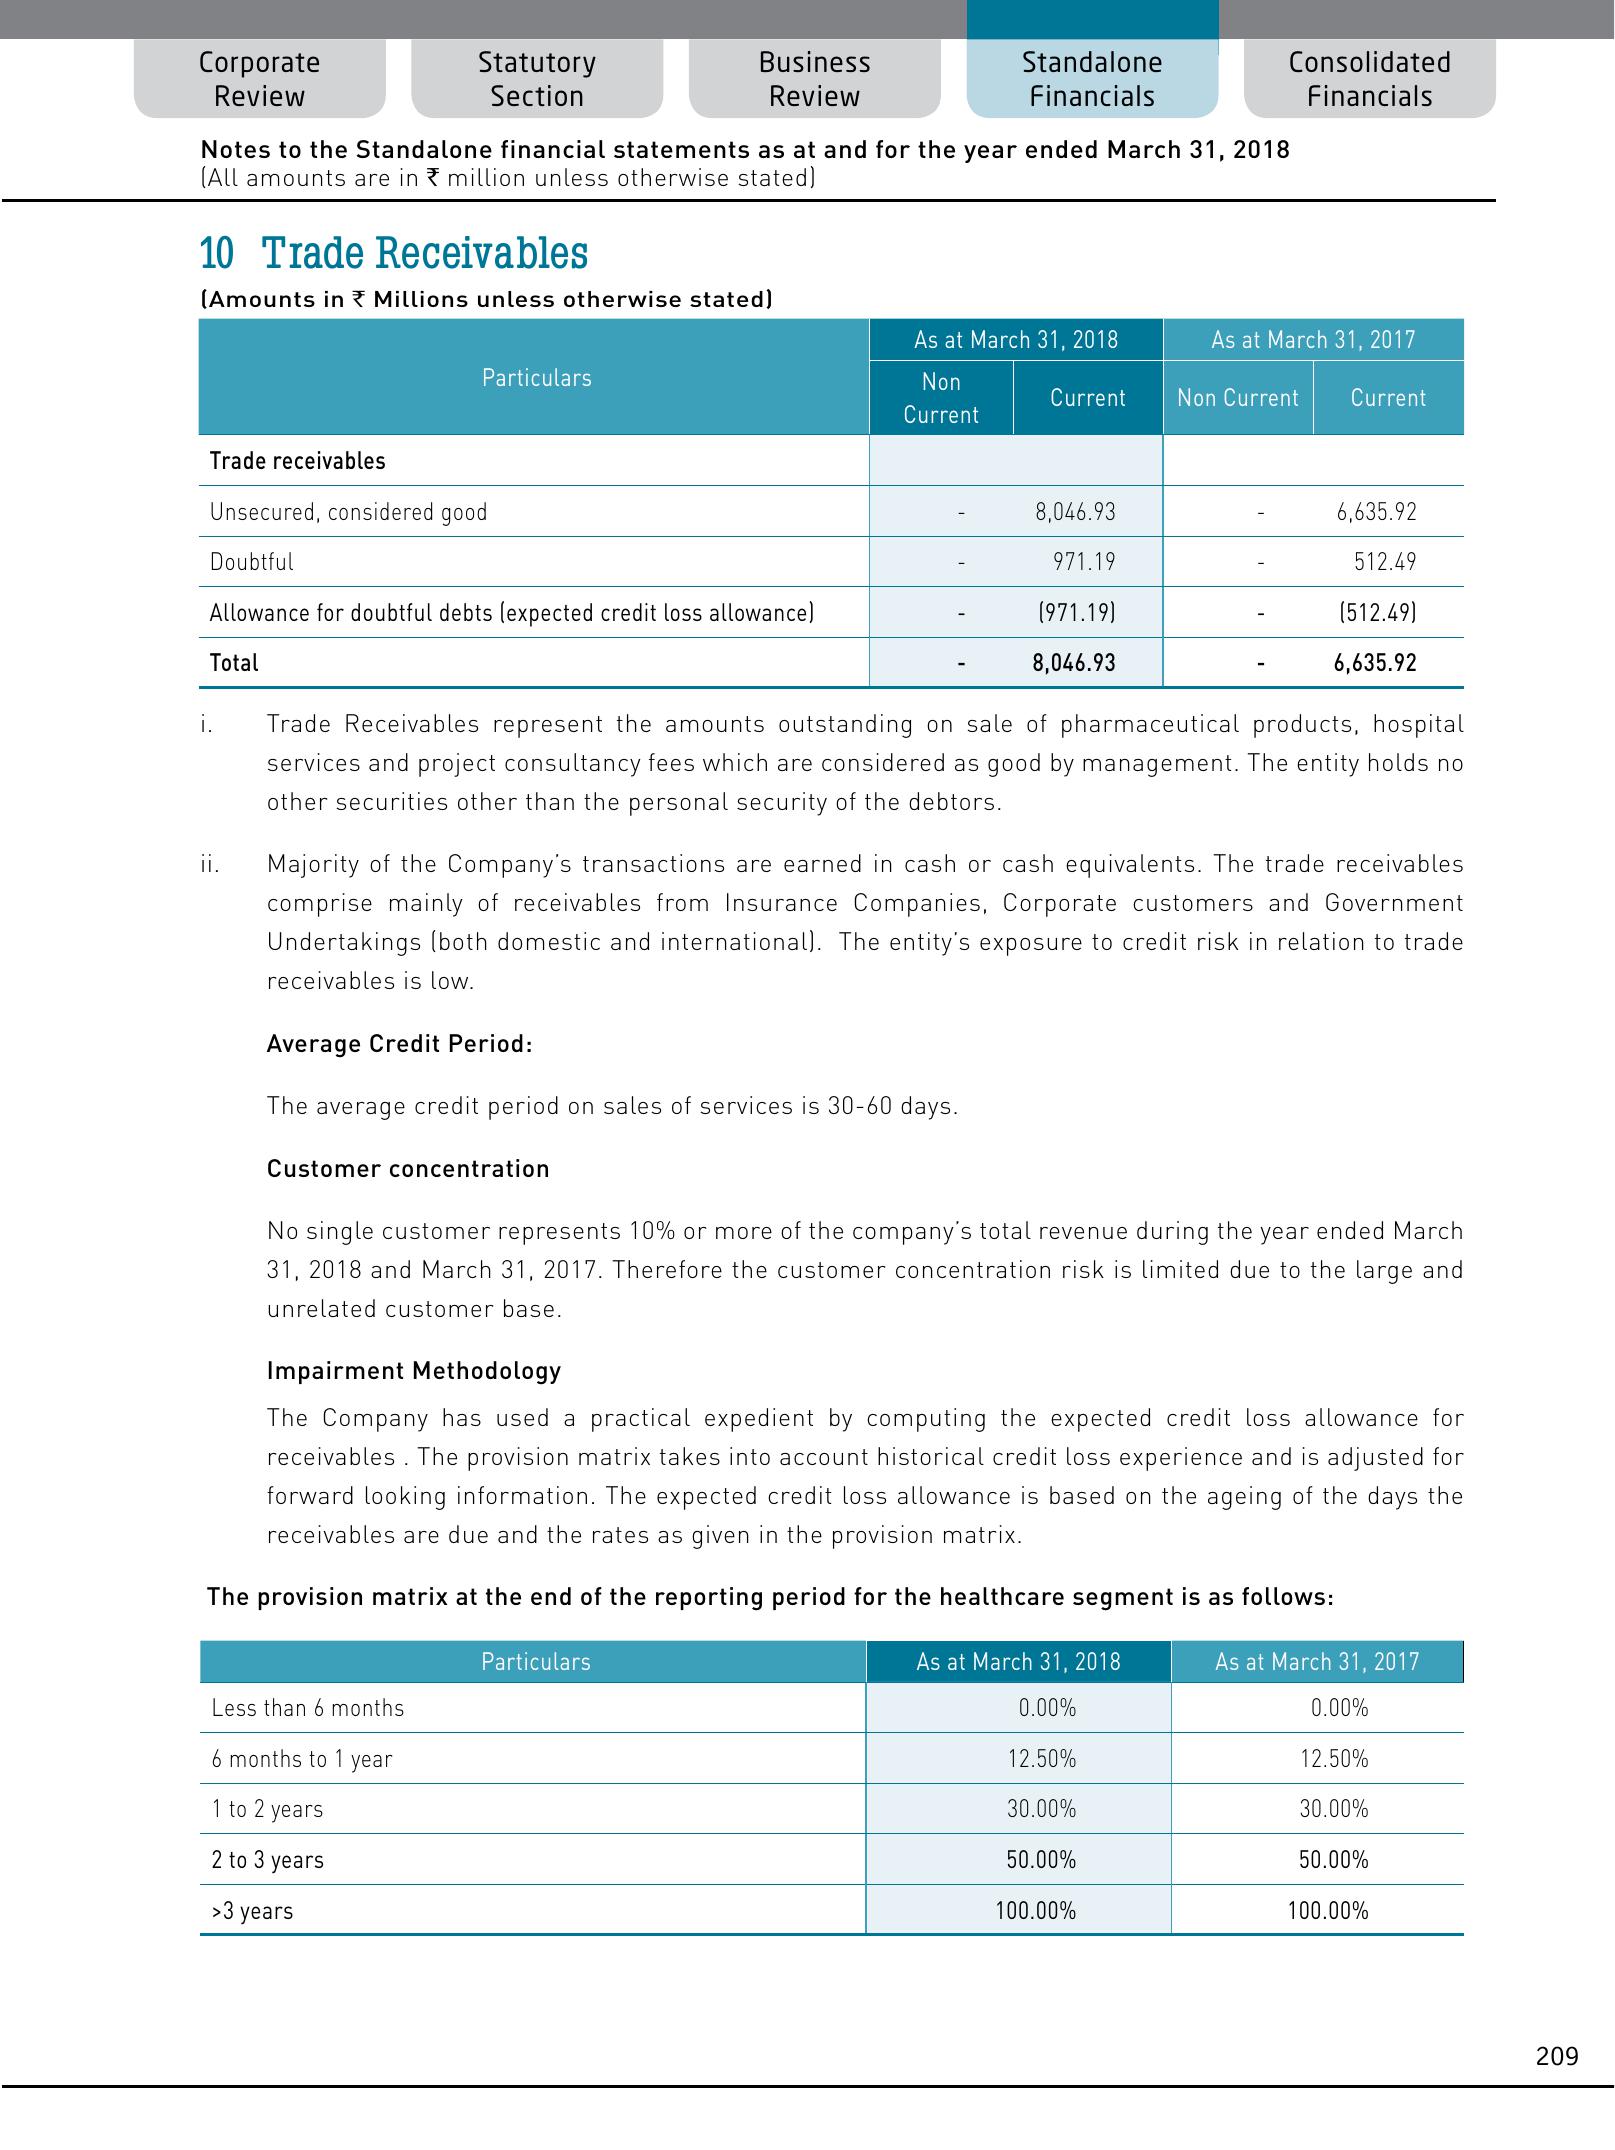 Corporate Review
Statutory Section
Business Review
Standalone Financials
Consolidated Financials
Notes to the Standalone financial statements as at and for the year ended March 31, 2018
(All amounts are in ₹ million unless otherwise stated)
10 Trade Receivables
(Amounts in ₹ Millions unless otherwise stated)
Particulars As at March 31, 2018 As at March 31, 2017
Non Current Current Non Current Current
Trade receivables
Unsecured, considered good - 8,046.93 - 6,635.92
Doubtful - 971.19 - 512.49
Allowance for doubtful debts (expected credit loss allowance) - (971.19) - (512.49)
Total - 8,046.93 - 6,635.92
i. Trade Receivables represent the amounts outstanding on sale of pharmaceutical products, hospital
services and project consultancy fees which are considered as good by management. The entity holds no
other securities other than the personal security of the debtors.
ii. Majority of the Company’s transactions are earned in cash or cash equivalents. The trade receivables
comprise mainly of receivables from Insurance Companies, Corporate customers and Government
Undertakings (both domestic and international). The entity’s exposure to credit risk in relation to trade
receivables is low.
Average Credit Period:
The average credit period on sales of services is 30-60 days.
Customer concentration
No single customer represents 10% or more of the company’s total revenue during the year ended March
31, 2018 and March 31, 2017. Therefore the customer concentration risk is limited due to the large and
unrelated customer base.
Impairment Methodology
The Company has used a practical expedient by computing the expected credit loss allowance for
receivables . The provision matrix takes into account historical credit loss experience and is adjusted for
forward looking information. The expected credit loss allowance is based on the ageing of the days the
receivables are due and the rates as given in the provision matrix.
The provision matrix at the end of the reporting period for the healthcare segment is as follows:
Particulars As at March 31, 2018 As at March 31, 2017
Less than 6 months 0.00% 0.00%
6 months to 1 year 12.50% 12.50%
1 to 2 years 30.00% 30.00%
2 to 3 years 50.00% 50.00%
>3 years 100.00% 100.00%
209